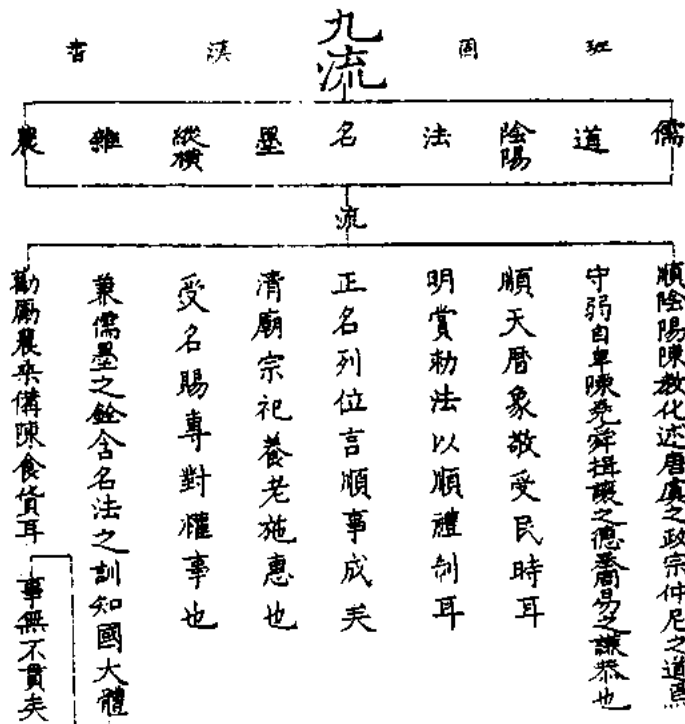 九流
班固漢書
儒 道 陰陽 法 名 墨 縱橫 雜 農
流
順陰陽陳教化述唐虞之政宗仲尼之道焉
守弱自卑陳堯舜揖讓之德番易之謙恭也
順天曆象敬受民時耳
明賞勑法以順體制耳
正名列位言順事成矣
清廟宗祀養老施惠也
受名賜專對權事也
兼儒墨之銓含名法之訓知國大體
事無不貫矣
勸勵農桒備陳食貨耳